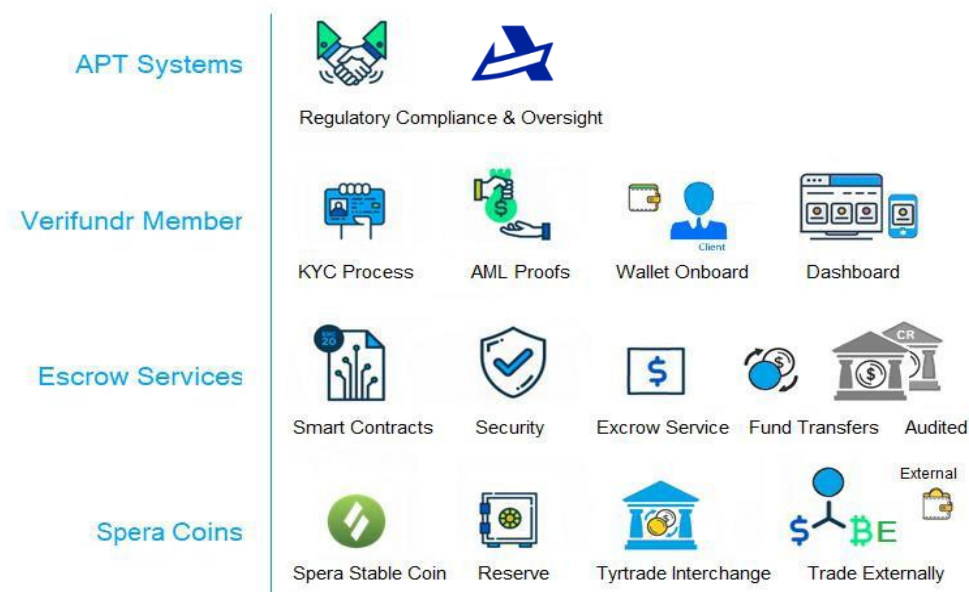 APT Systems
Regulatory Compliance & Oversight
Verifundr Member
Client
KYC Process
AML Proofs
Wallet Onboard
Dashboard
Escrow Services
ERC
20
$
$
CR
$
Smart Contracts
Security
Excrow Service
Fund Transfers
Audited
External
Spera Coins
$
$
B
E
Spera Stable Coin
Reserve
Tyrtrade Interchange
Trade Externally